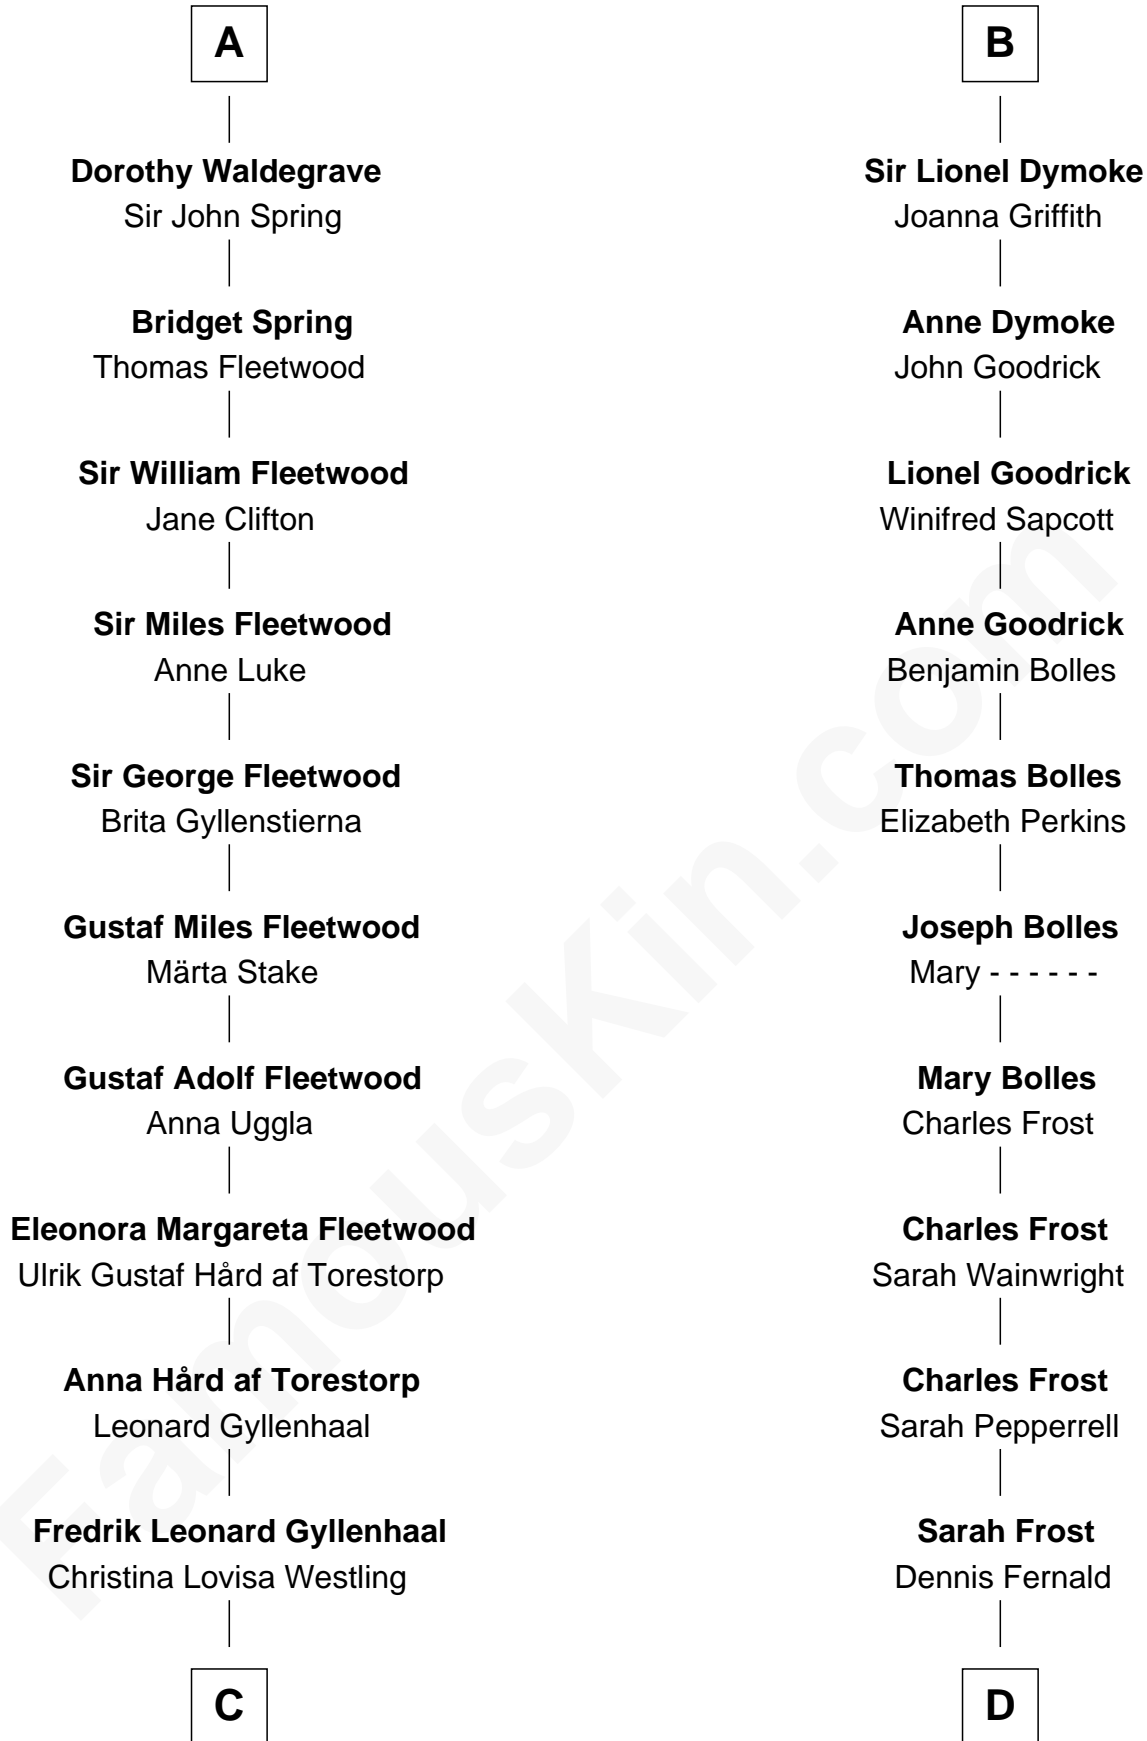 A
Dorothy Waldegrave
Sir John Spring
Bridget Spring
Thomas Fleetwood
Sir William Fleetwood
Jane Clifton
Sir Miles Fleetwood
Anne Luke
Sir George Fleetwood
Brita Gyllenstierna
Gustaf Miles Fleetwood
Märta Stake
Gustaf Adolf Fleetwood
Anna Uggla
Eleonora Margareta Fleetwood
Ulrik Gustaf Hård af Torestorp
Anna Hård af Torestorp
Leonard Gyllenhaal
Fredrik Leonard Gyllenhaal
Christina Lovisa Westling
C
B
Sir Lionel Dymoke
Joanna Griffith
Anne Dymoke
John Goodrick
Lionel Goodrick
Winifred Sapcott
Anne Goodrick
Benjamin Bolles
Thomas Bolles
Elizabeth Perkins
Joseph Bolles
Mary - - - - - -
Mary Bolles
Charles Frost
Charles Frost
Sarah Wainwright
Charles Frost
Sarah Pepperrell
Sarah Frost
Dennis Fernald
D
FamousKin.com